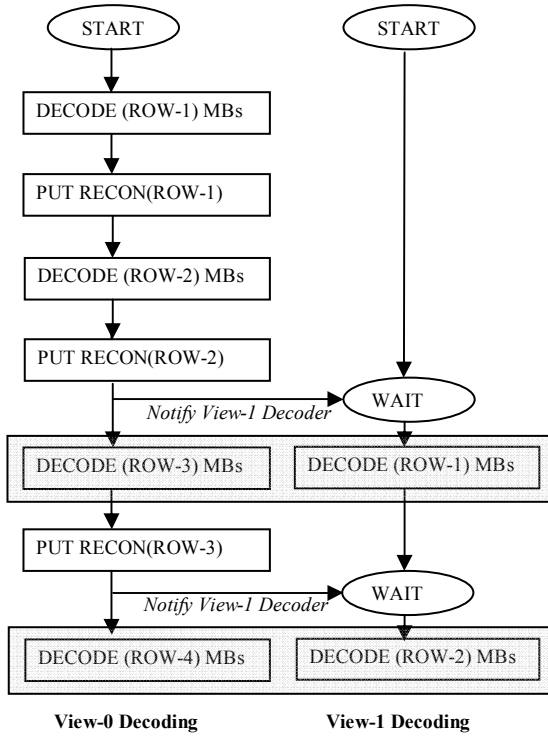 START START
DECODE (ROW-1) MBs
PUT RECON(ROW-1)
DECODE (ROW-2) MBs
PUT RECON(ROW-2)
WAIT
Notify View-1 Decoder
DECODE (ROW-3) MBs DECODE (ROW-1) MBs
PUT RECON(ROW-3)
WAIT
Notify View-1 Decoder
DECODE (ROW-4) MBs DECODE (ROW-2) MBs
View-0 Decoding View-1 Decoding